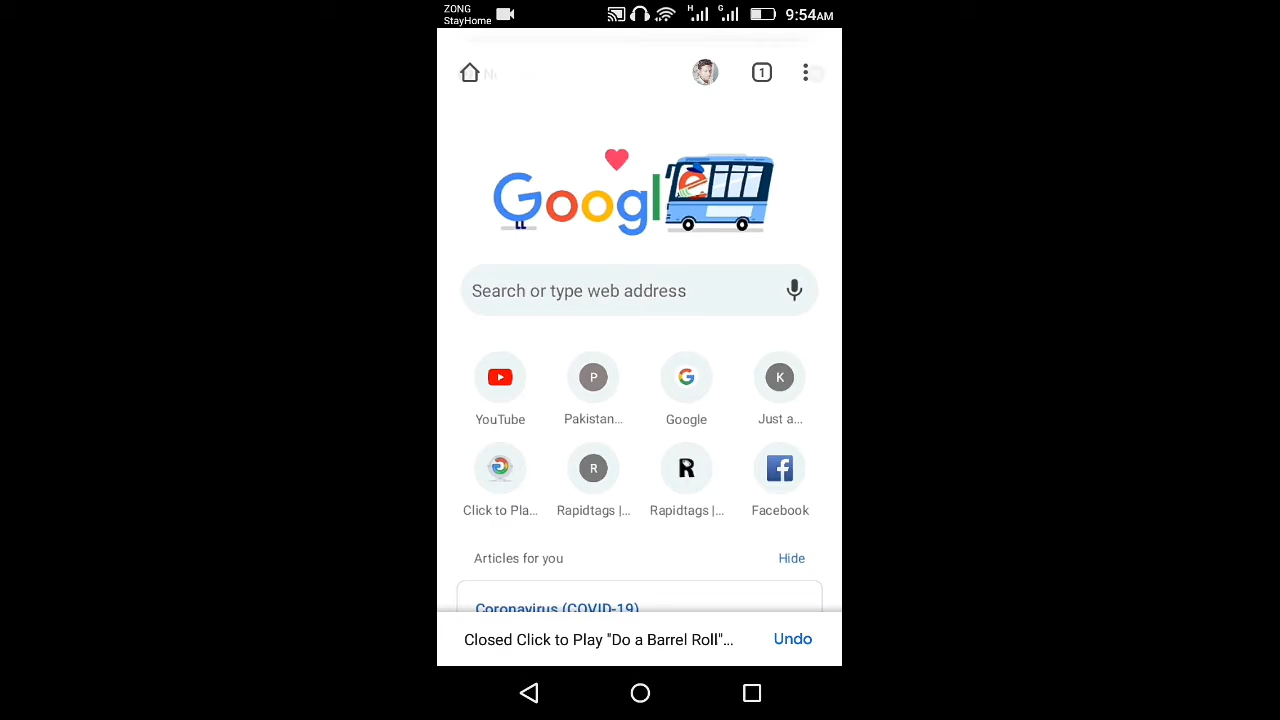 ZONG
StayHome
H
G
9:54AM
1
Google
Search or type web address
YouTube
P
Pakistan...
Google
K
Just a...
Click to Pla...
R
Rapidtags |...
R
Rapidtags |...
Facebook
Articles for you
Hide
Coronavirus (COVID-19)
Closed Click to Play "Do a Barrel Roll"...
Undo